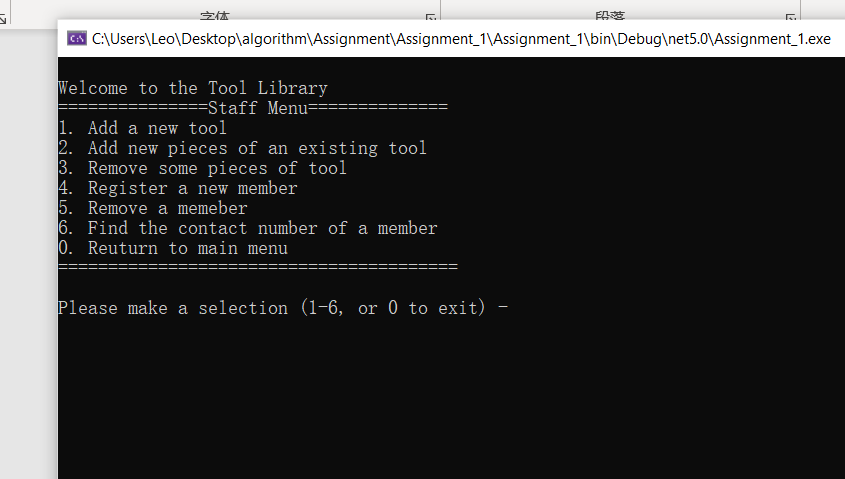 字体 段落
C:\Users\Leo\Desktop\algorithm\Assignment\Assignment_1\Assignment_1\bin\Debug\net5.0\Assignment_1.exe
Welcome to the Tool Library
===============Staff Menu==============
1. Add a new tool
2. Add new pieces of an existing tool
3. Remove some pieces of tool
4. Register a new member
5. Remove a memeber
6. Find the contact number of a member
0. Reuturn to main menu
========================================
Please make a selection (1-6, or 0 to exit) -